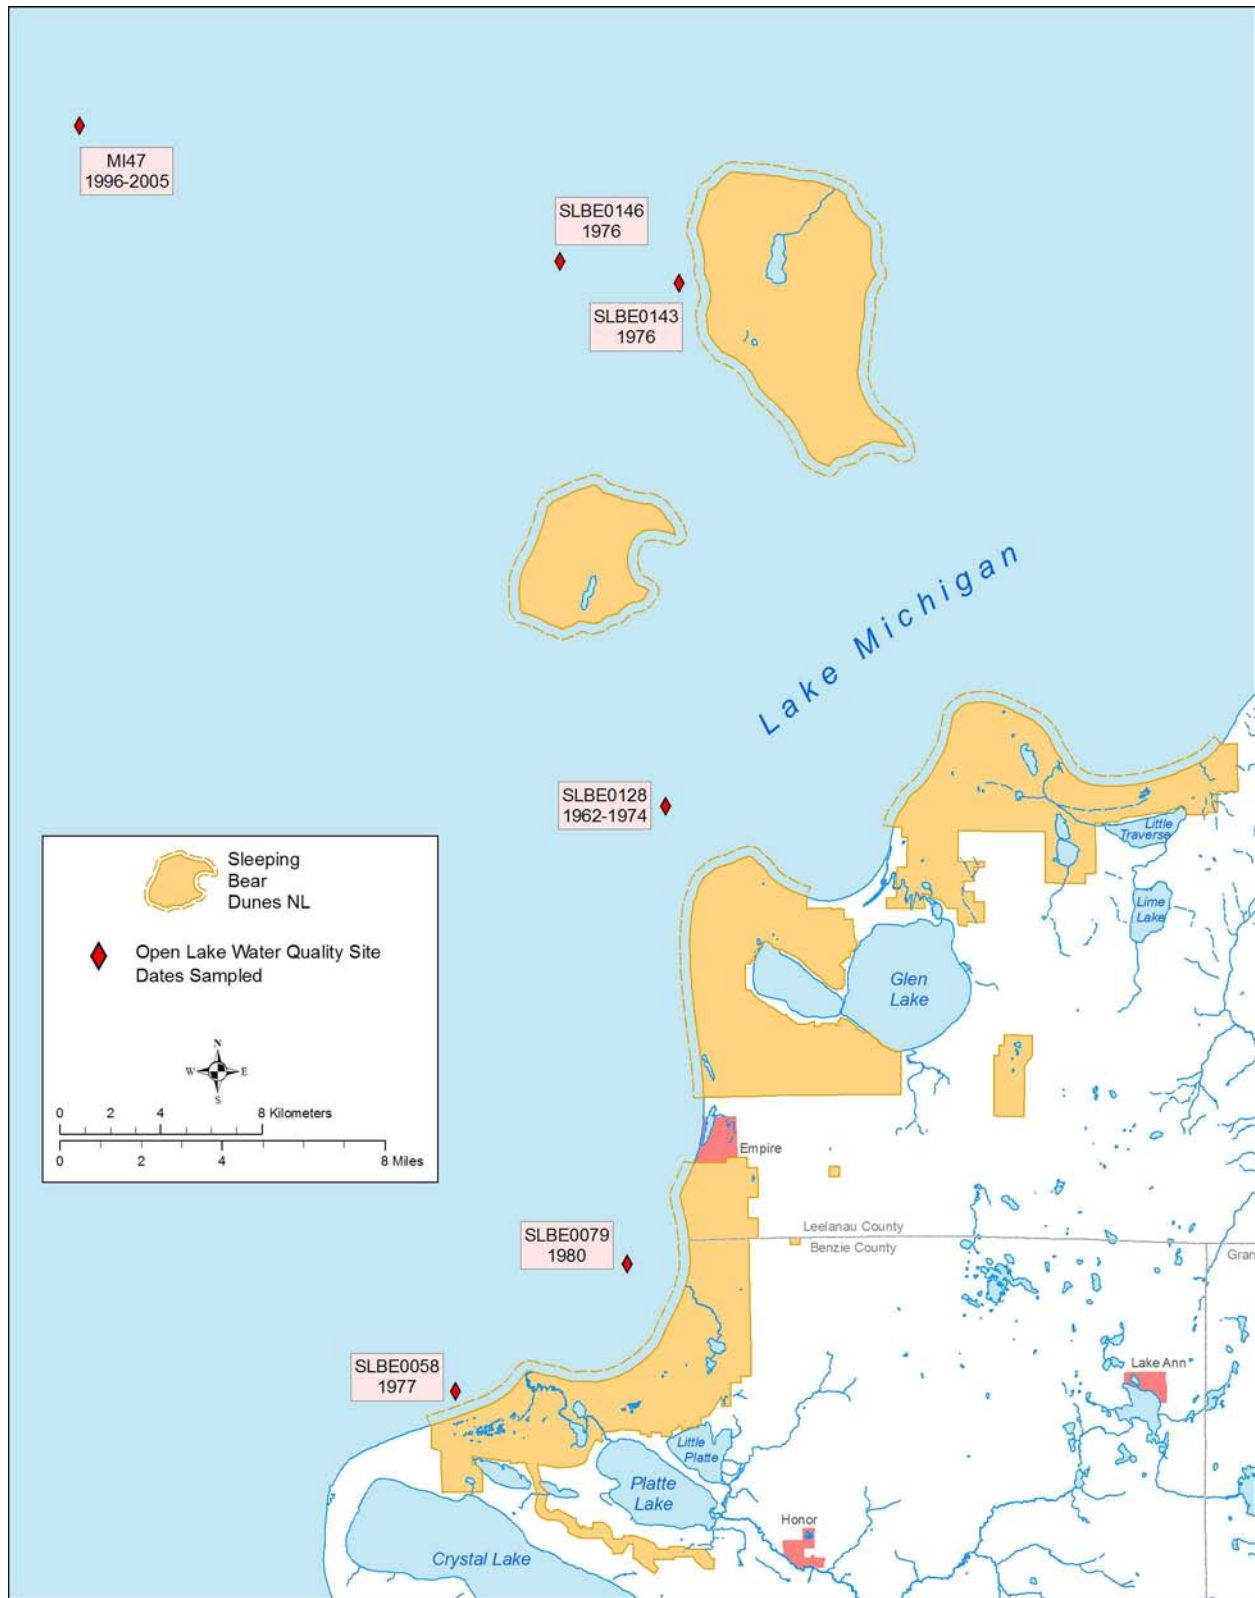 MI47
1996-2005
SLBE0146
1976
SLBE0143
1976
Lake Michigan
SLBE0128
1962-1974
Little
Traverse
Lime
Lake
Glen
Lake
Sleeping
Bear
Dunes NL
Open Lake Water Quality Site
Dates Sampled
N
W E
S
0 2 4 8 Kilometers
0 2 4 8 Miles
Empire
Leelanau County
Benzie County
Gran
SLBE0079
1980
SLBE0058
1977
Lake Ann
Little
Platte
Platte
Lake
Honor
Crystal Lake